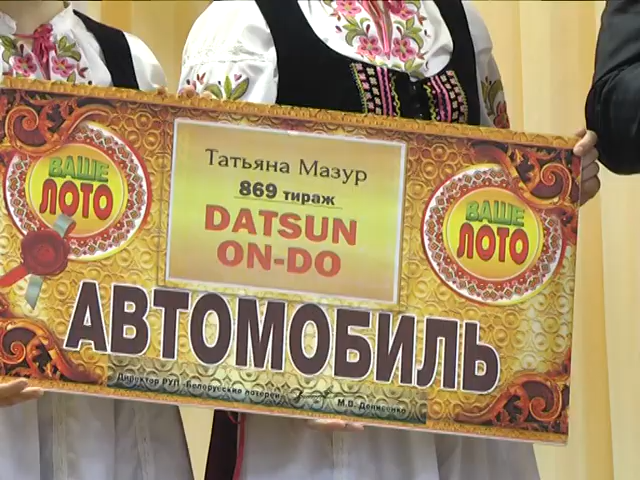 ВАШЕ
ЛОТО
Татьяна Мазур
869 тираж
DATSUN
ON-DO
ВАШЕ
ЛОТО
АВТОМОБИЛЬ
Директор РУП «Белорусские лотереи» М.В. Денисенко